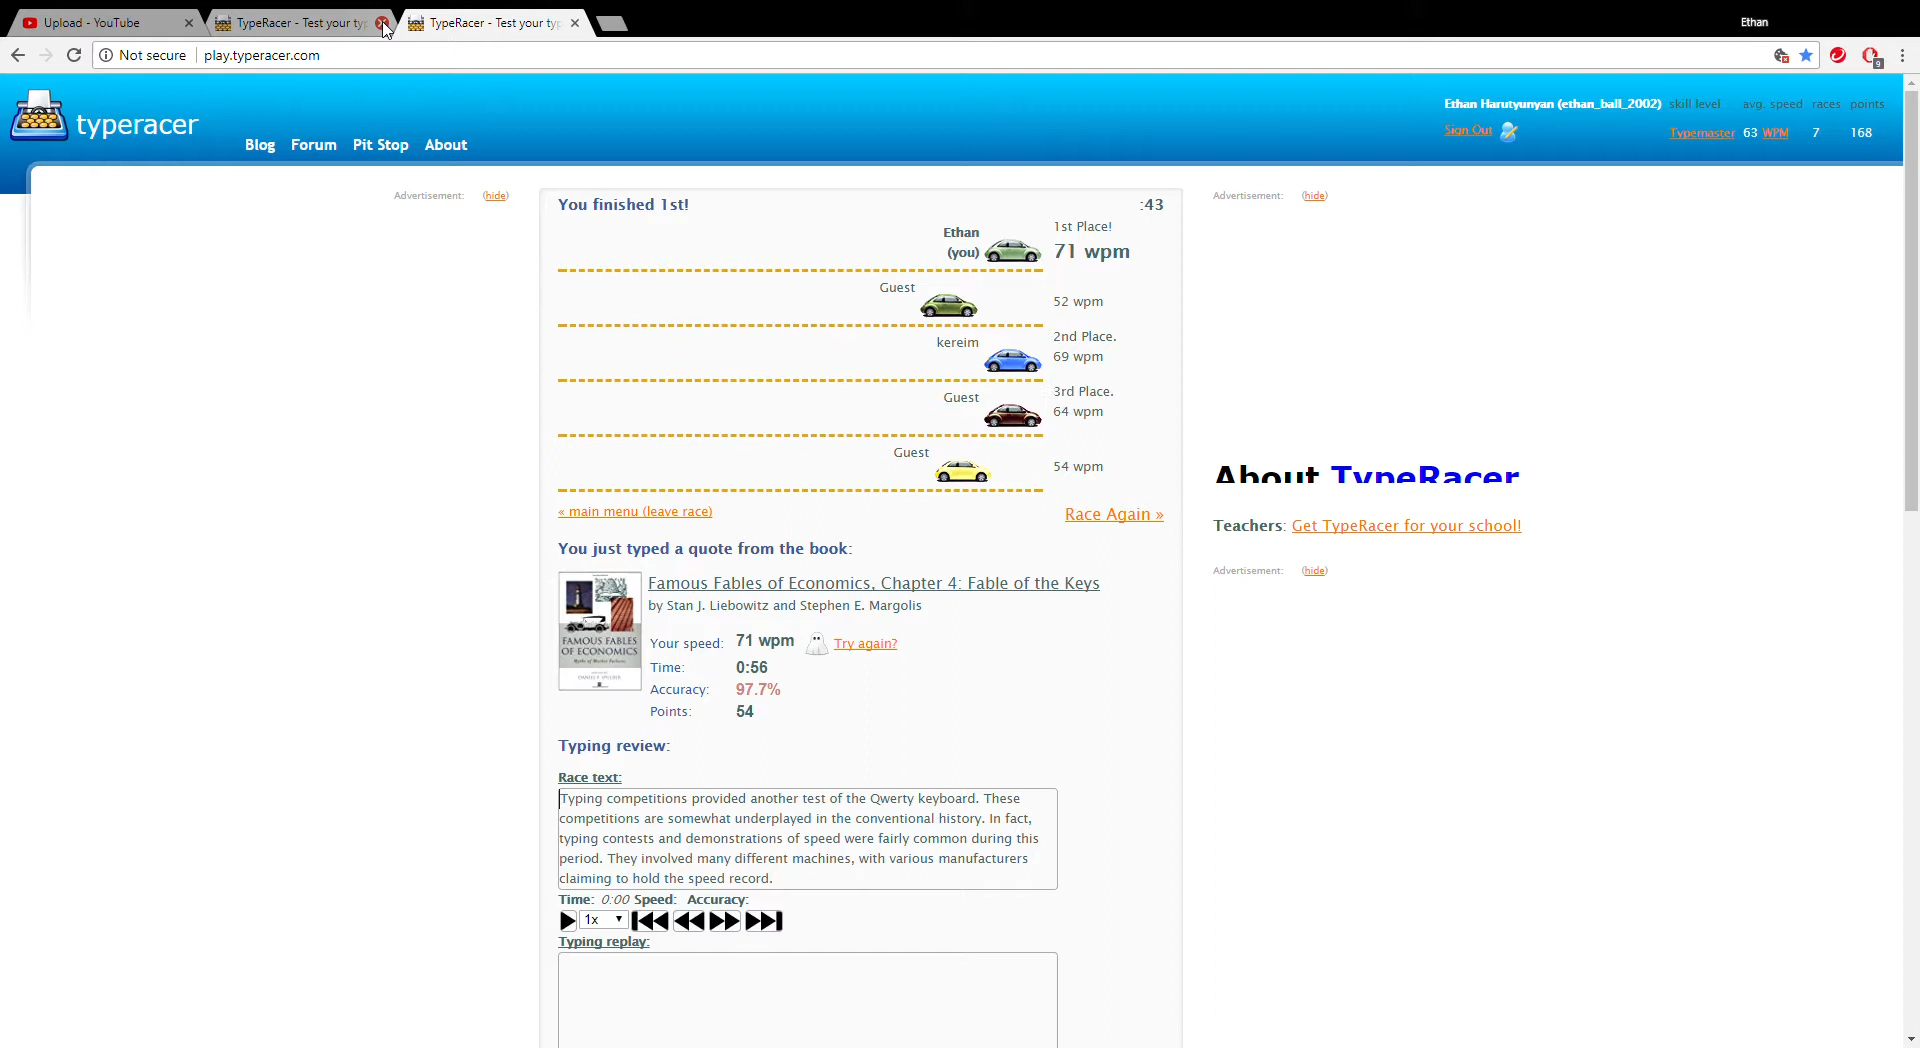 Upload - YouTube
TypeRacer - Test your typ
TypeRacer - Test your typ
Ethan
Not secure
play.typeracer.com
9
typeracer
Blog
Forum
Pit Stop
About
Ethan Harutyunyan (ethan_ball_2002)
skill level
avg. speed
races
points
Sign Out
Typemaster
63 WPM
7
168
Advertisement:
(hide)
Advertisement:
(hide)
You finished 1st!
:43
Ethan
(you)
1st Place!
71 wpm
Guest
52 wpm
kereim
2nd Place.
69 wpm
Guest
3rd Place.
64 wpm
Guest
54 wpm
« main menu (leave race)
Race Again »
About TypeRacer
Teachers: Get TypeRacer for your school!
Advertisement:
(hide)
You just typed a quote from the book:
FAMOUS FABLES
OF ECONOMICS
Famous Fables of Economics, Chapter 4: Fable of the Keys
by Stan J. Liebowitz and Stephen E. Margolis
Your speed: 71 wpm Try again?
Time: 0:56
Accuracy: 97.7%
Points: 54
Typing review:
Race text:
Typing competitions provided another test of the Qwerty keyboard. These
competitions are somewhat underplayed in the conventional history. In fact,
typing contests and demonstrations of speed were fairly common during this
period. They involved many different machines, with various manufacturers
claiming to hold the speed record.
Time: 0:00 Speed: Accuracy:
1x
Typing replay: